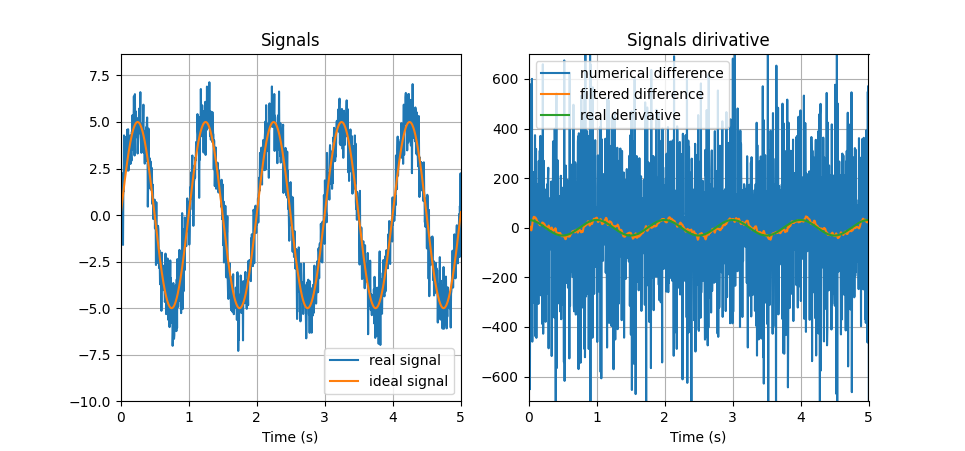 Signals
7.5
5.0
2.5
0.0
−2.5
−5.0
−7.5
−10.0
0 1 2 3 4 5
Time (s)
real signal
ideal signal
Signals dirivative
600
400
200
0
−200
−400
−600
0 1 2 3 4 5
Time (s)
numerical difference
filtered difference
real derivative